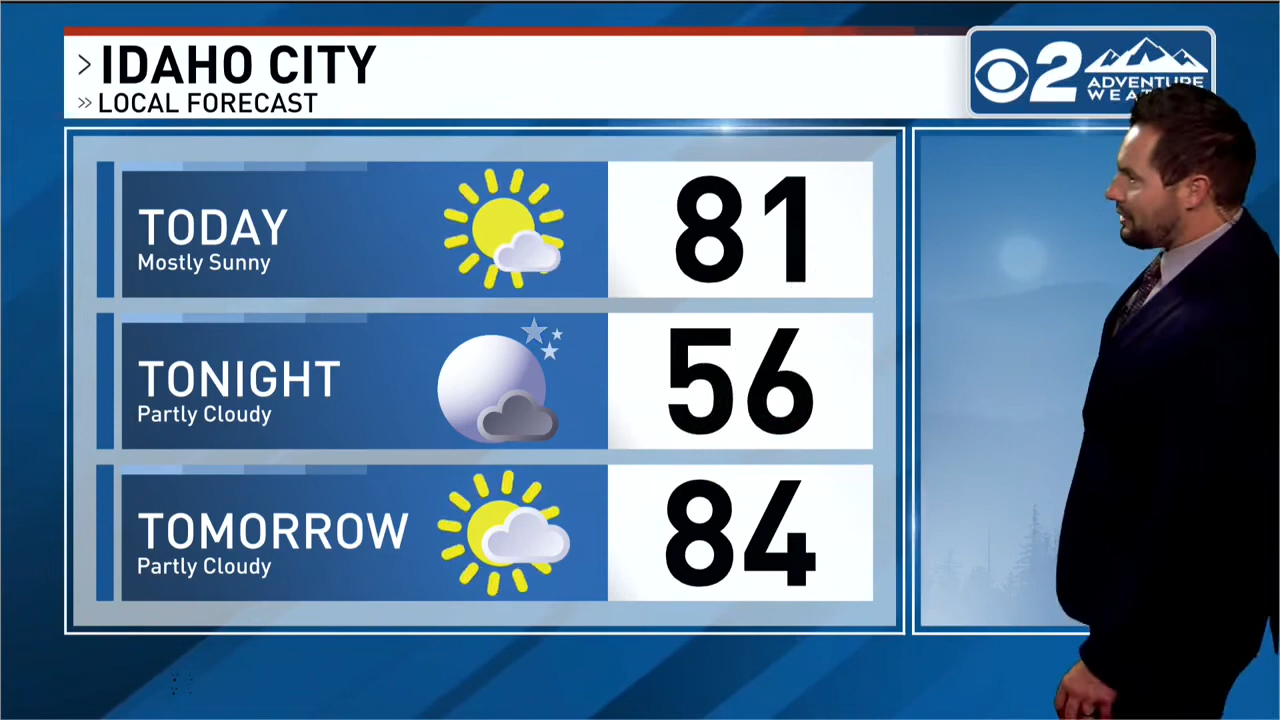 > IDAHO CITY
>> LOCAL FORECAST
2 ADVENTURE
TODAY
Mostly Sunny
81
TONIGHT
Partly Cloudy
56
TOMORROW
Partly Cloudy
84